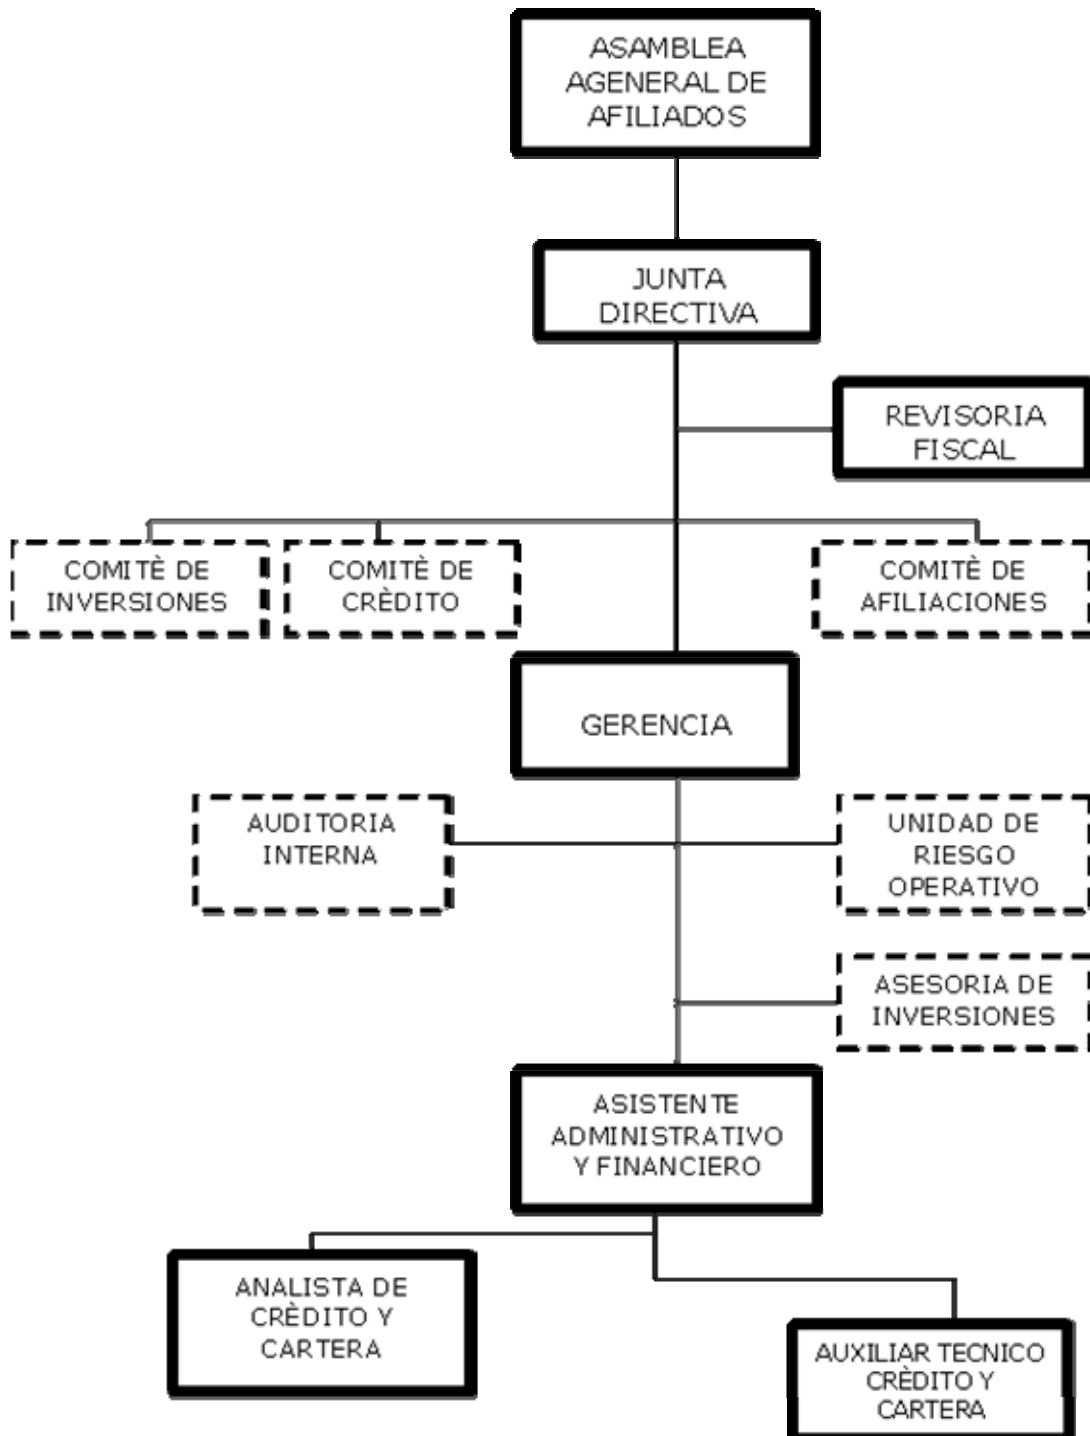 ASAMBLEA
AGENERAL DE
AFILIADOS
JUNTA
DIRECTIVA
REVISORIA
FISCAL
COMITÈ DE
INVERSIONES
COMITÈ DE
CRÈDITO
COMITÈ DE
AFILIACIONES
GERENCIA
AUDITORIA
INTERNA
UNIDAD DE
RIESGO
OPERATIVO
ASESORIA DE
INVERSIONES
ASISTENTE
ADMINISTRATIVO
Y FINANCIERO
ANALISTA DE
CRÈDITO Y
CARTERA
AUXILIAR TECNICO
CRÈDITO Y
CARTERA